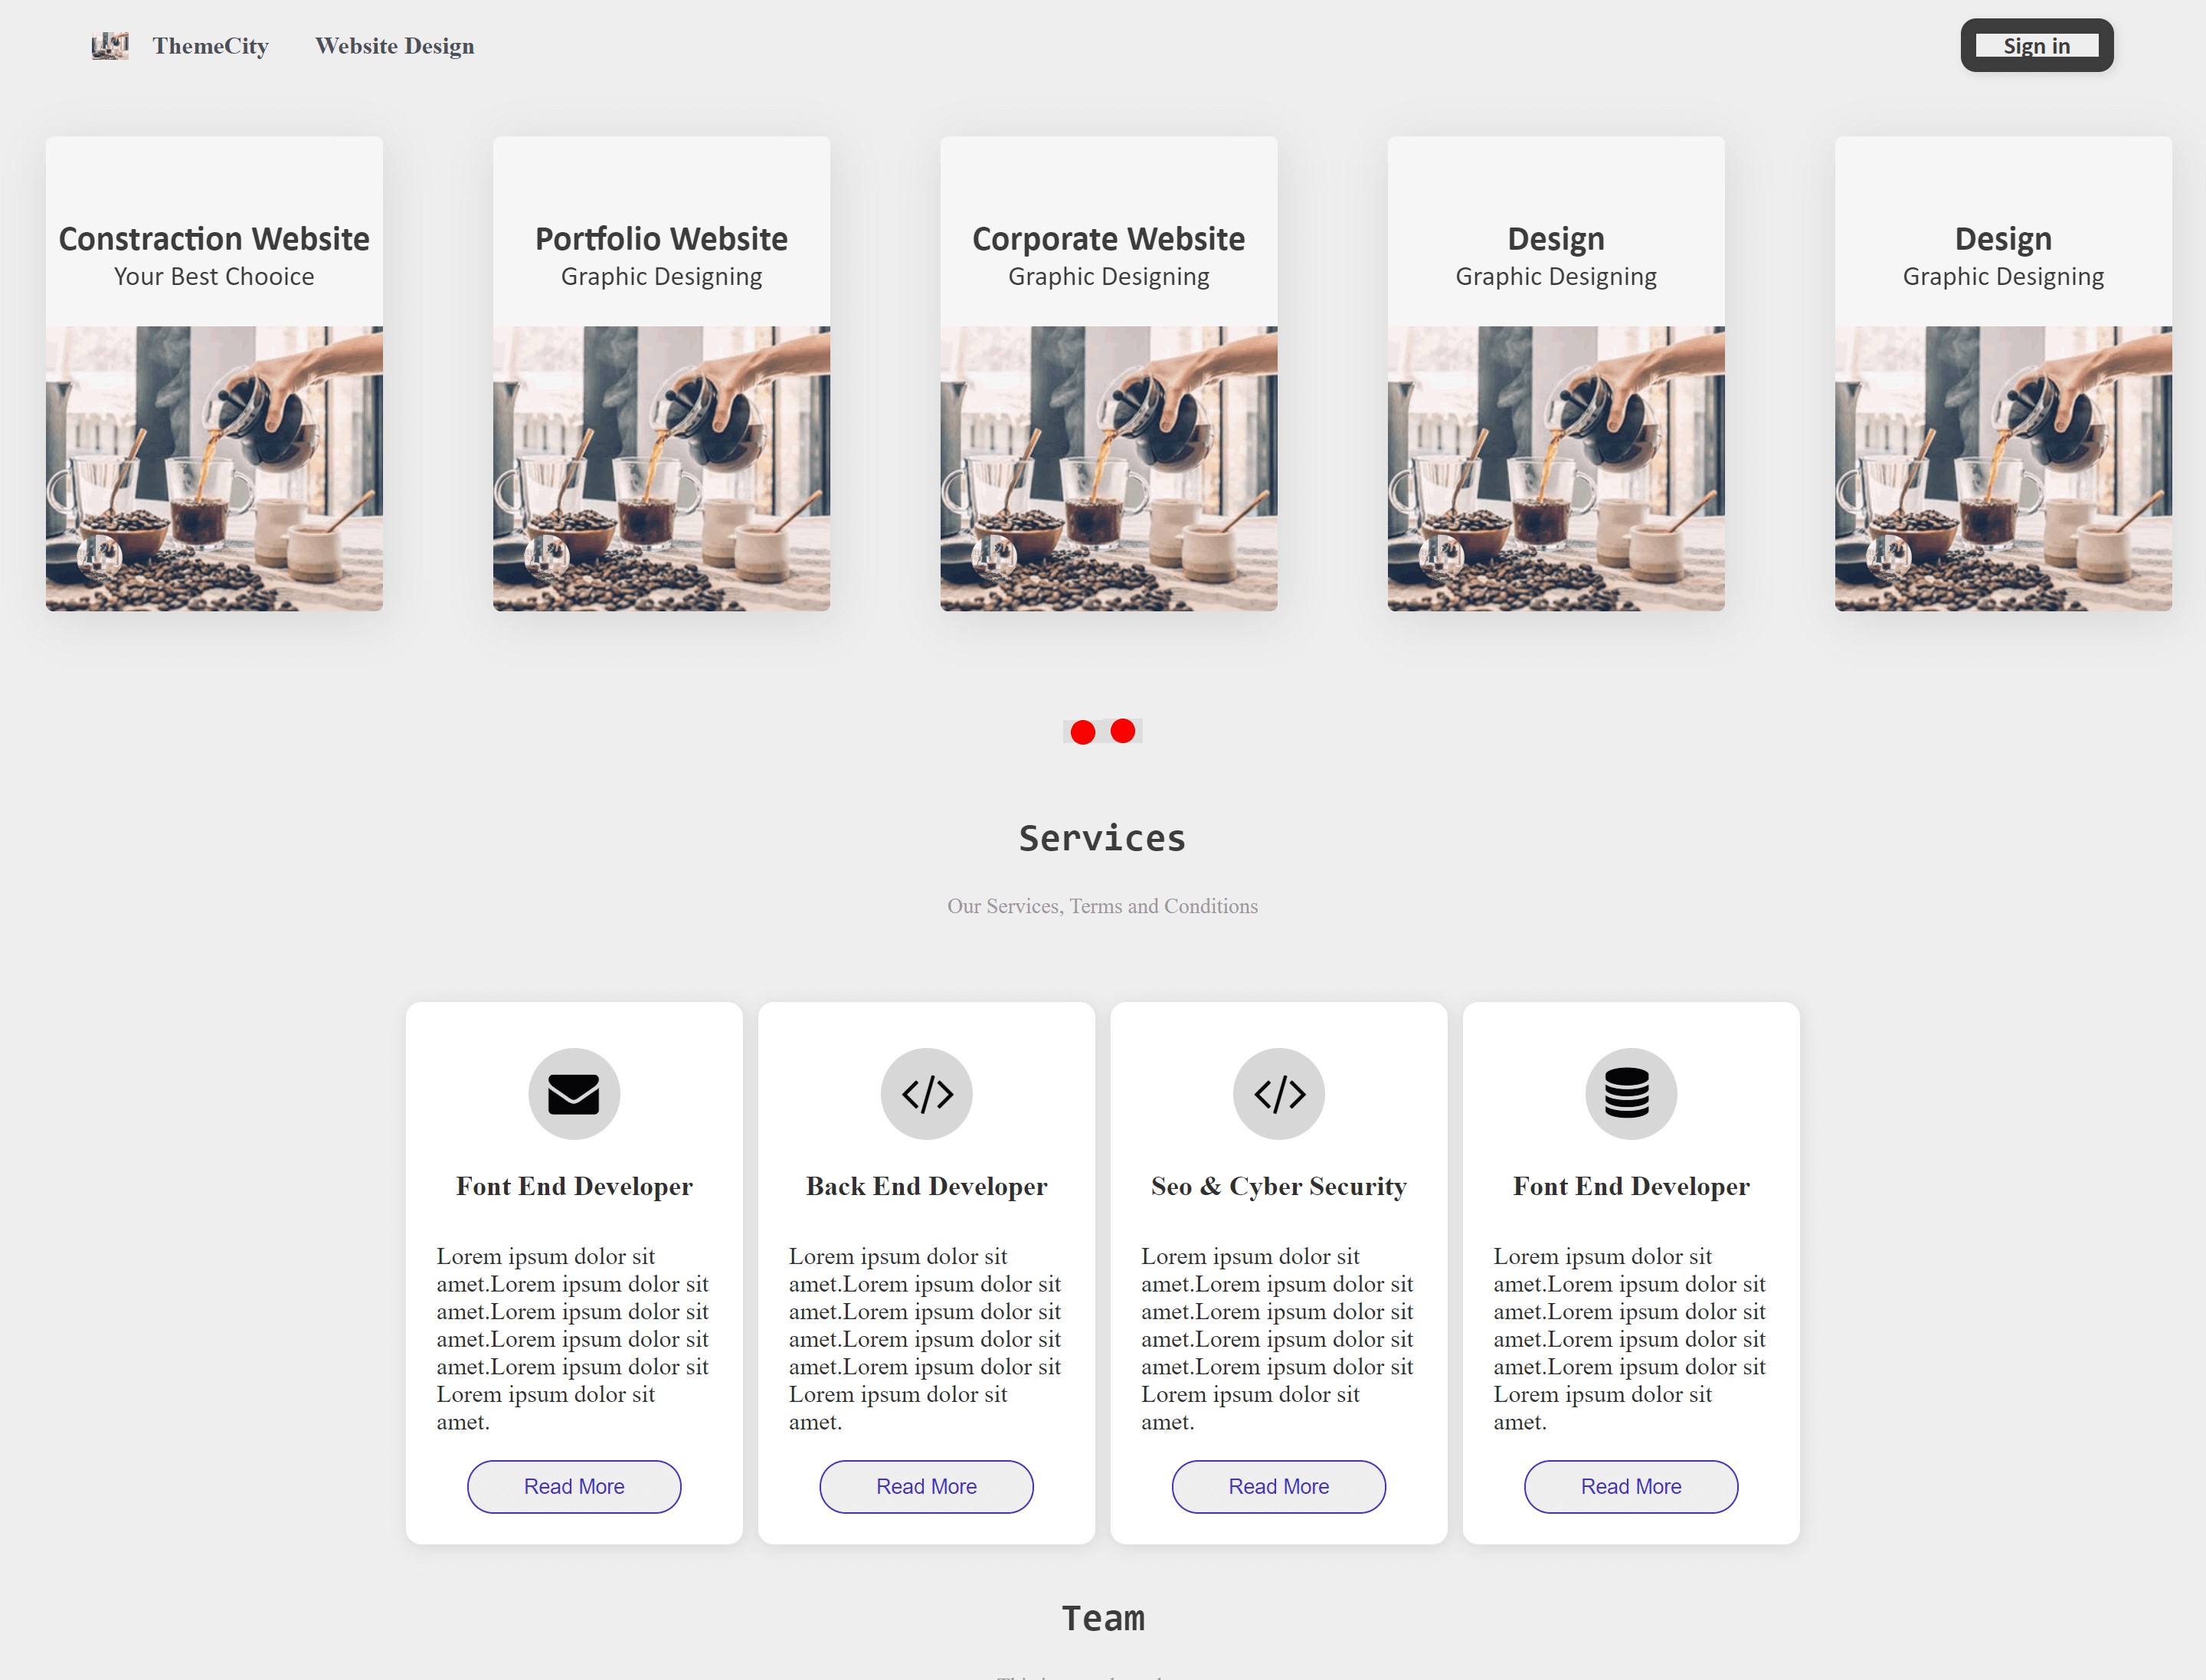 ThemeCity Website Design Sign in
Constraction Website
Your Best Chooice
Portfolio Website
Graphic Designing
Corporate Website
Graphic Designing
Design
Graphic Designing
Design
Graphic Designing
Services
Our Services, Terms and Conditions
Font End Developer
Lorem ipsum dolor sit
amet.Lorem ipsum dolor sit
amet.Lorem ipsum dolor sit
amet.Lorem ipsum dolor sit
amet.Lorem ipsum dolor sit
Lorem ipsum dolor sit
amet.
Read More
Back End Developer
Lorem ipsum dolor sit
amet.Lorem ipsum dolor sit
amet.Lorem ipsum dolor sit
amet.Lorem ipsum dolor sit
amet.Lorem ipsum dolor sit
Lorem ipsum dolor sit
amet.
Read More
Seo & Cyber Security
Lorem ipsum dolor sit
amet.Lorem ipsum dolor sit
amet.Lorem ipsum dolor sit
amet.Lorem ipsum dolor sit
amet.Lorem ipsum dolor sit
Lorem ipsum dolor sit
amet.
Read More
Font End Developer
Lorem ipsum dolor sit
amet.Lorem ipsum dolor sit
amet.Lorem ipsum dolor sit
amet.Lorem ipsum dolor sit
amet.Lorem ipsum dolor sit
Lorem ipsum dolor sit
amet.
Read More
Team